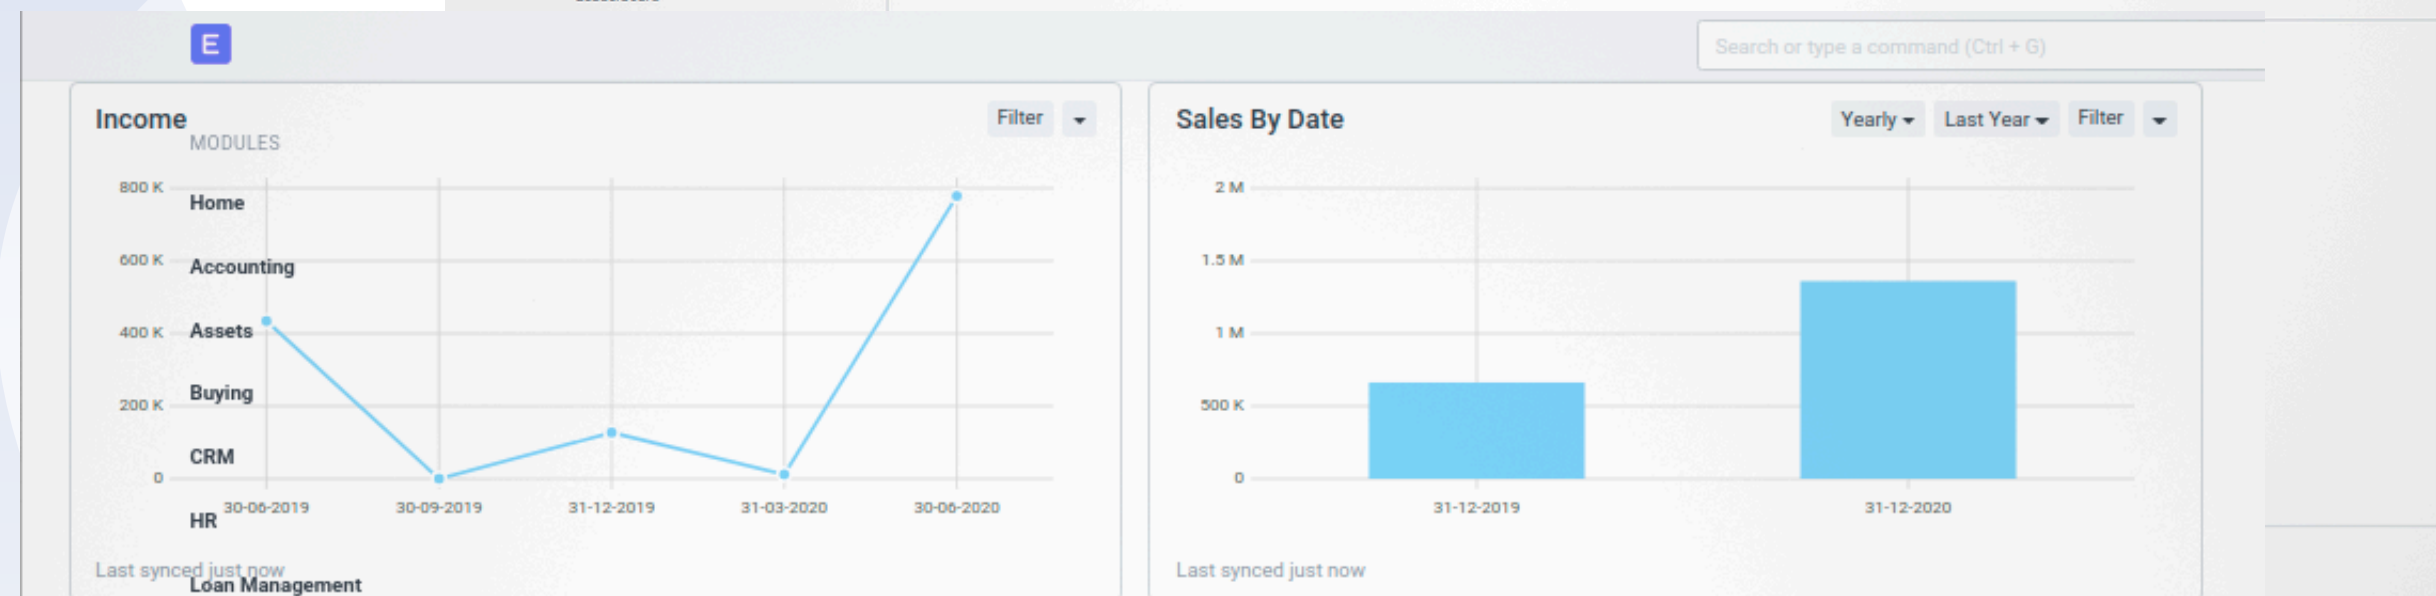 E
Search or type a command (Ctrl + G)
Income
Filter
MODULES
800 K
600 K
400 K
200 K
0
Home
Accounting
Assets
Buying
CRM
HR
Loan Management
30-06-2019
30-09-2019
31-12-2019
31-03-2020
30-06-2020
Last synced just now
Sales By Date
Yearly
Last Year
Filter
2 M
1.5 M
1 M
500 K
0
31-12-2019
31-12-2020
Last synced just now